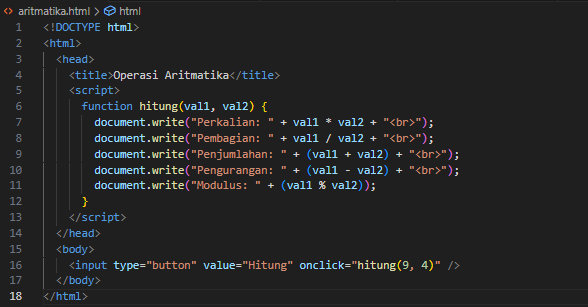 aritmatika.html > html
1 <!DOCTYPE html>
2 <html>
3 <head>
4 <title>Operasi Aritmatika</title>
5 <script>
6 function hitung(val1, val2) {
7 document.write("Perkalian: " + val1 * val2 + "<br>");
8 document.write("Pembagian: " + val1 / val2 + "<br>");
9 document.write("Penjumlahan: " + (val1 + val2) + "<br>");
10 document.write("Pengurangan: " + (val1 - val2) + "<br>");
11 document.write("Modulus: " + (val1 % val2));
12 }
13 </script>
14 </head>
15 <body>
16 <input type="button" value="Hitung" onclick="hitung(9, 4)" />
17 </body>
18 </html>